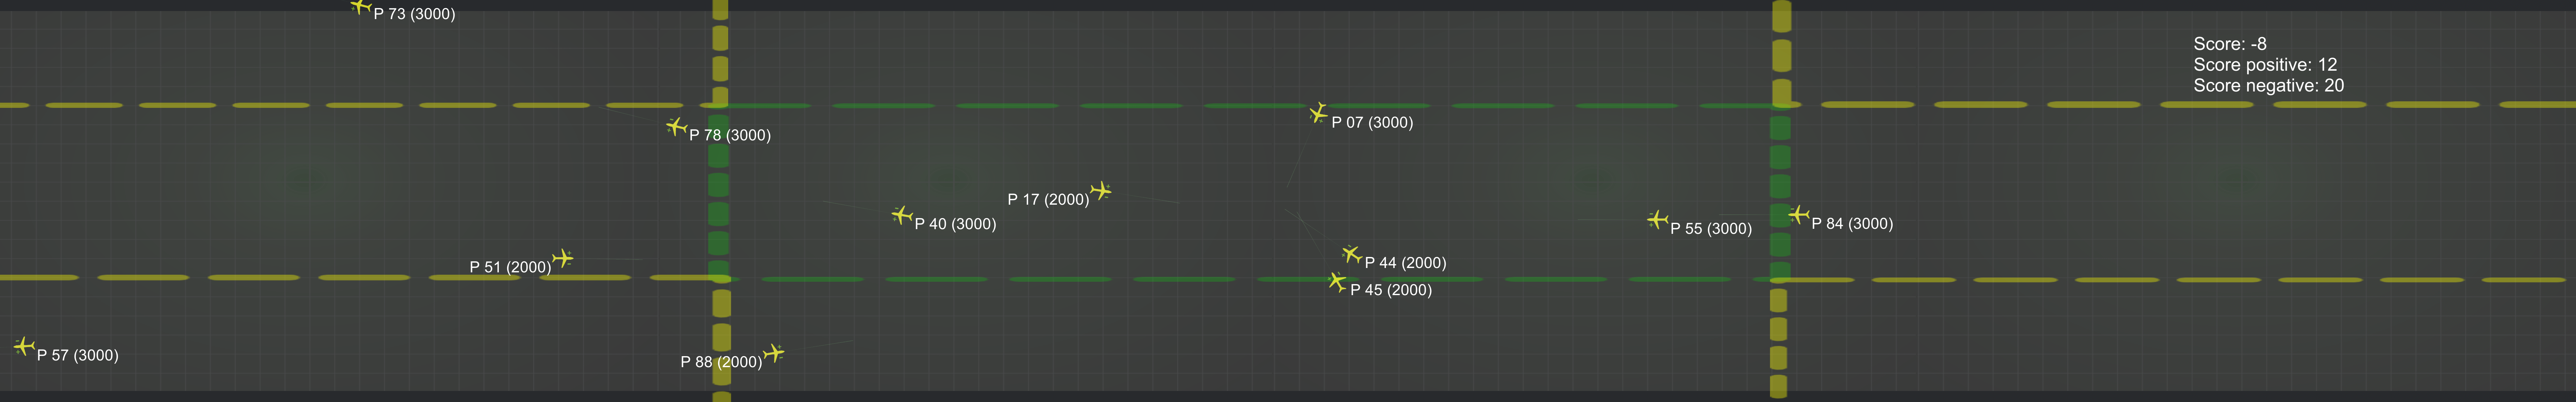 P 73 (3000)
Score: -8
Score positive: 12
Score negative: 20
P 07 (3000)
P 78 (3000)
P 17 (2000)
P 40 (3000)
P 55 (3000)
P 84 (3000)
P 51 (2000)
P 44 (2000)
P 45 (2000)
P 57 (3000)
P 88 (2000)